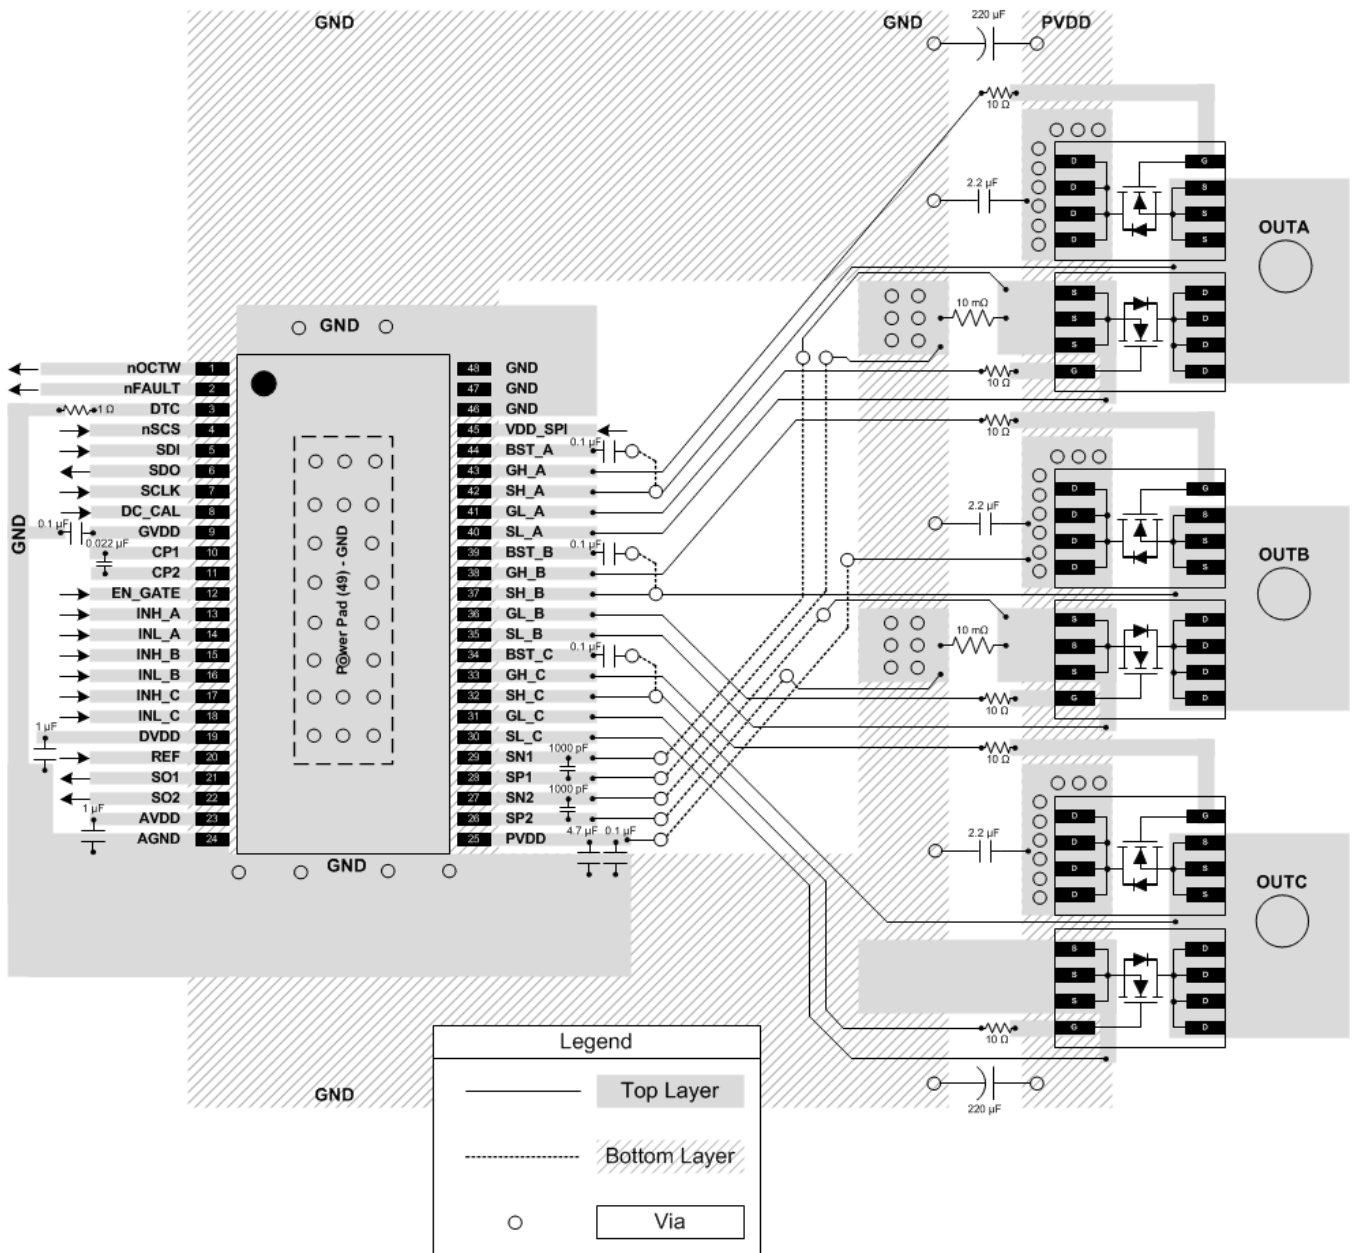 GND
GND
220 µF
PVDD
10 Ω
2.2 µF
D
D
D
D
G
S
S
S
OUTA
10 mΩ
S
S
S
G
D
D
D
D
10 Ω
GND
nOCTW 1
nFAULT 2
1 Ω
DTC 3
nSCS 4
SDI 5
SDO 6
SCLK 7
DC_CAL 8
0.1 µF
GVDD 9
0.022 µF
CP1 10
CP2 11
EN_GATE 12
INH_A 13
INL_A 14
INH_B 15
INL_B 16
INH_C 17
INL_C 18
1 µF
DVDD 19
REF 20
SO1 21
SO2 22
1 µF
AVDD 23
AGND 24
GND
Power Pad (49) - GND
GND
48 GND
47 GND
46 GND
45 VDD_SPI
44 BST_A
0.1 µF
43 GH_A
42 SH_A
41 GL_A
40 SL_A
39 BST_B
0.1 µF
38 GH_B
37 SH_B
36 GL_B
35 SL_B
34 BST_C
0.1 µF
33 GH_C
32 SH_C
31 GL_C
30 SL_C
29 SN1
1000 pF
28 SP1
27 SN2
1000 pF
26 SP2
25 PVDD
4.7 µF
0.1 µF
10 Ω
2.2 µF
D
D
D
D
G
S
S
S
OUTB
10 mΩ
S
S
S
G
D
D
D
D
10 Ω
10 Ω
2.2 µF
D
D
D
D
G
S
S
S
OUTC
S
S
S
G
D
D
D
D
10 Ω
220 µF
GND
GND
Legend
Top Layer
Bottom Layer
Via